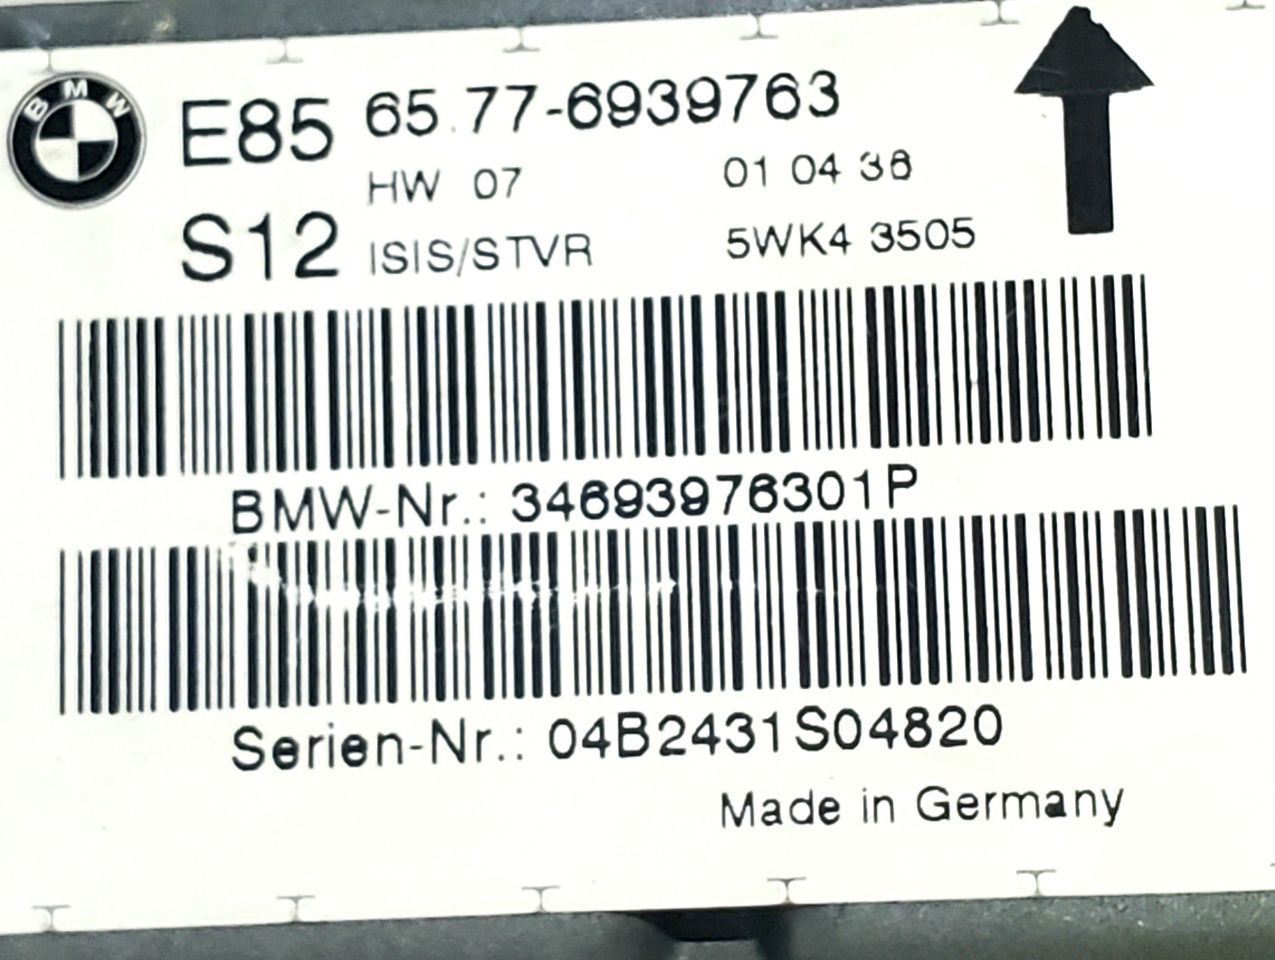 BMW
E85 65.77-6939763
HW 07 01 04 38
S12 ISIS/STVR 5WK4 3505
BMW-Nr.: 34693976301P
Serien-Nr.: 04B2431S04820
Made in Germany